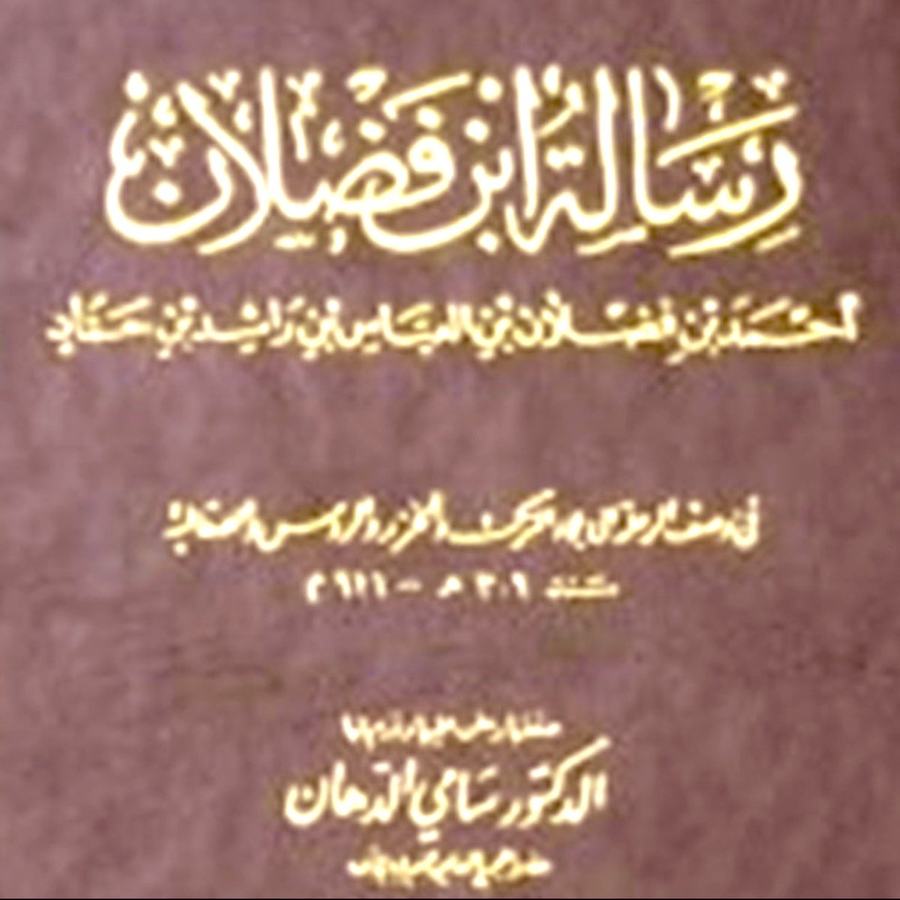 رسالة ابن فضلان
أحمد بن فضلان بن العباس بن راشد بن حماد
في وصف الرحلة إلى بلاد الترك والخزر والروس والصقالبة
سنة ٣٠٩ هـ - ٩٢١ م
الدكتور سامي الدهان